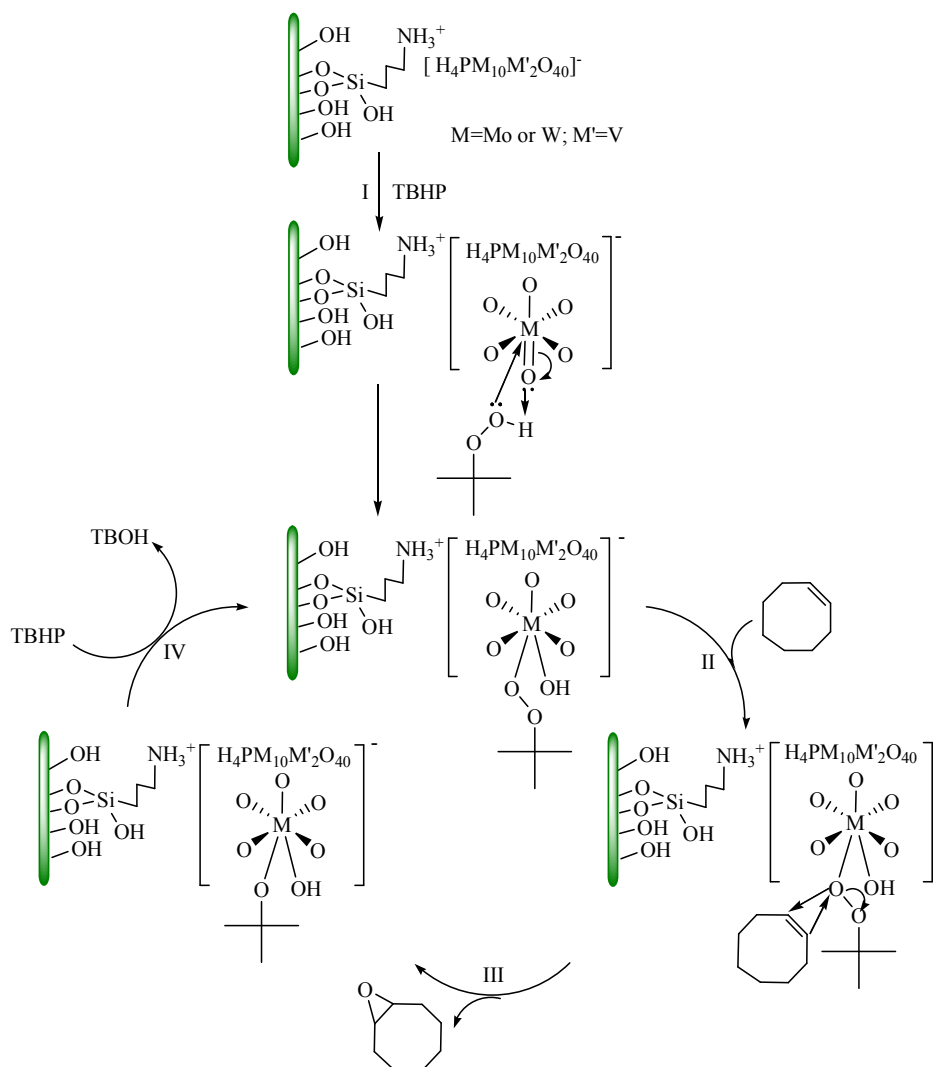 OH
NH3+
[ H4PM10M'2O40]-
O
Si
O
OH
OH
OH
M=Mo or W; M'=V
I TBHP
OH
NH3+
H4PM10M'2O40
-
O
Si
O
OH
OH
OH
O
O
O
M
O
O
O
O
H
O
TBOH
TBHP
IV
OH
NH3+
H4PM10M'2O40
-
O
Si
O
OH
OH
OH
O
O
O
M
O
O
O
OH
O
II
OH
NH3+
H4PM10M'2O40
-
O
Si
O
OH
OH
OH
O
O
O
M
O
O
O
OH
OH
NH3+
H4PM10M'2O40
-
O
Si
O
OH
OH
OH
O
O
O
M
O
O
O
OH
O
III
O